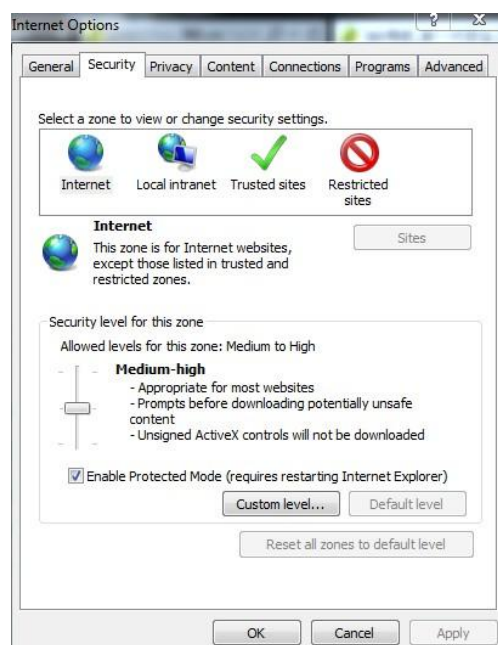 Internet Options
General Security Privacy Content Connections Programs Advanced
Select a zone to view or change security settings.
Internet Local intranet Trusted sites Restricted sites
Internet
Sites
This zone is for Internet websites,
except those listed in trusted and
restricted zones.
Security level for this zone
Allowed levels for this zone: Medium to High
Medium-high
- Appropriate for most websites
- Prompts before downloading potentially unsafe
content
- Unsigned ActiveX controls will not be downloaded
Enable Protected Mode (requires restarting Internet Explorer)
Custom level... Default level
Reset all zones to default level
OK Cancel Apply